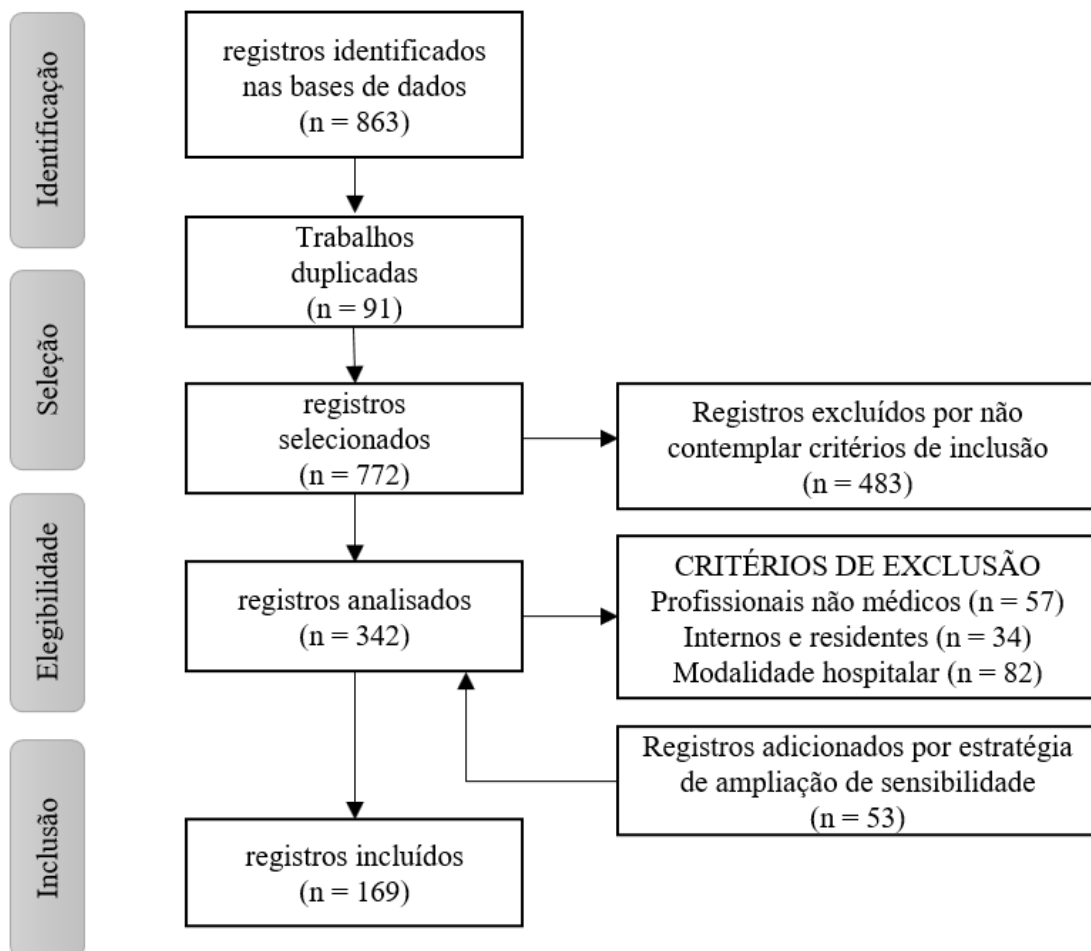 Identificação
registros identificados
nas bases de dados
(n = 863)
Trabalhos
duplicadas
(n = 91)
Seleção
registros
selecionados
(n = 772)
Registros excluídos por não
contemplar critérios de inclusão
(n = 483)
Elegibilidade
registros analisados
(n = 342)
CRITÉRIOS DE EXCLUSÃO
Profissionais não médicos (n = 57)
Internos e residentes (n = 34)
Modalidade hospitalar (n = 82)
Registros adicionados por estratégia
de ampliação de sensibilidade
(n = 53)
Inclusão
registros incluídos
(n = 169)